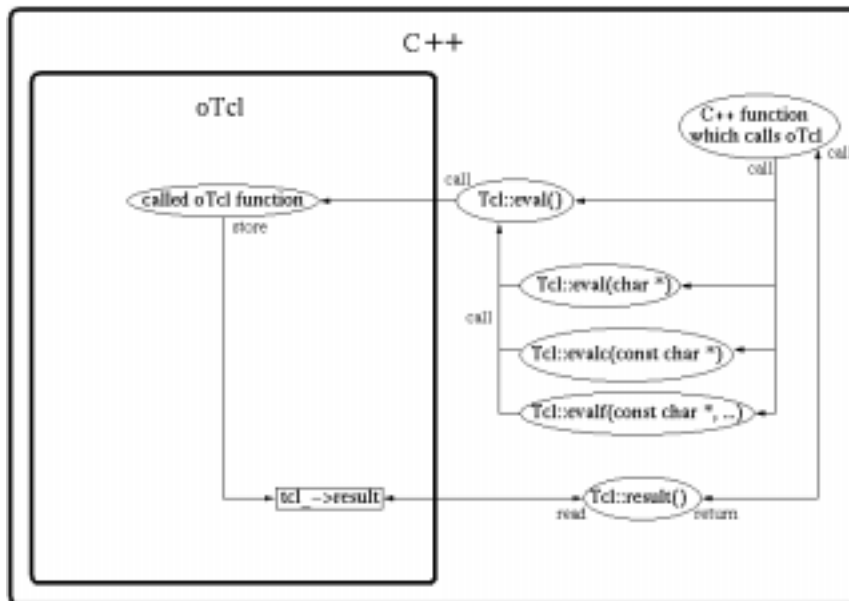 C++
oTcl
C++ function
which calls oTcl
call
call
call
Tcl::eval()
called oTcl function
store
Tcl::eval(char *)
call
Tcl::evalc(const char *)
Tcl::evalf(const char *, ..)
tcl_->result
Tcl::result()
read
return